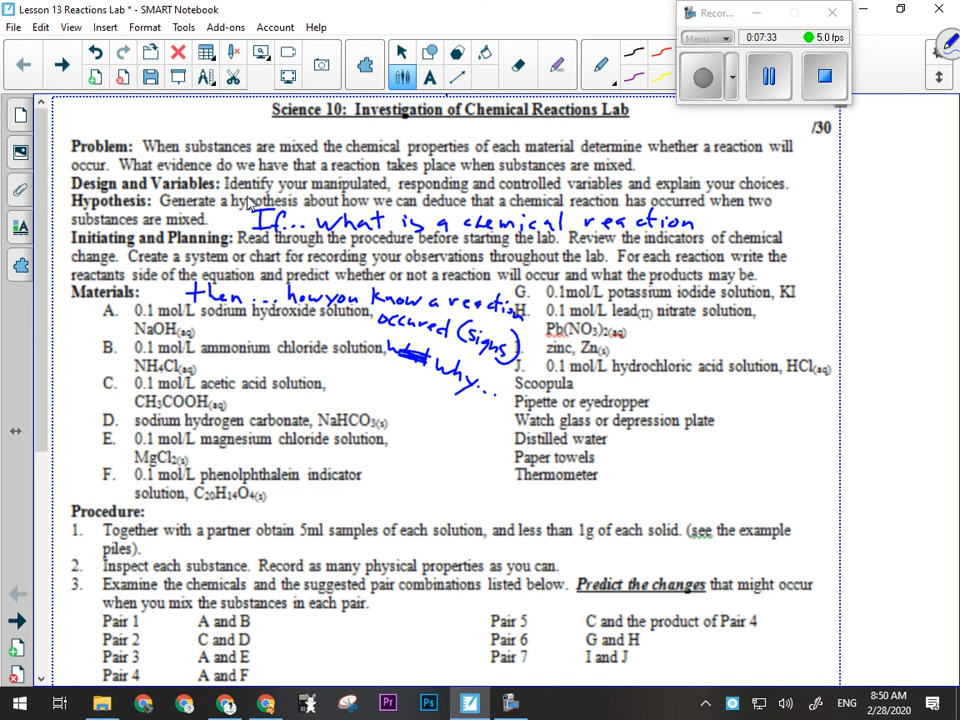 Lesson 13 Reactions Lab * - SMART Notebook
File Edit View Insert Format Tools Add-ons Account Help
Recor...
Menu
0:07:33
5.0 fps
Science 10: Investigation of Chemical Reactions Lab
/30
Problem: When substances are mixed the chemical properties of each material determine whether a reaction will
occur. What evidence do we have that a reaction takes place when substances are mixed.
Design and Variables: Identify your manipulated, responding and controlled variables and explain your choices.
Hypothesis: Generate a hypothesis about how we can deduce that a chemical reaction has occurred when two
substances are mixed.
If... what is a chemical reaction
Initiating and Planning: Read through the procedure before starting the lab. Review the indicators of chemical
change. Create a system or chart for recording your observations throughout the lab. For each reaction write the
reactants side of the equation and predict whether or not a reaction will occur and what the products may be.
Materials:
then ... how you know a reaction
occured (signs)
why...
A. 0.1 mol/L sodium hydroxide solution,
NaOH(aq)
B. 0.1 mol/L ammonium chloride solution,
NH4Cl(aq)
C. 0.1 mol/L acetic acid solution,
CH3COOH(aq)
D. sodium hydrogen carbonate, NaHCO3(s)
E. 0.1 mol/L magnesium chloride solution,
MgCl2(s)
F. 0.1 mol/L phenolphthalein indicator
solution, C20H14O4(s)
G. 0.1mol/L potassium iodide solution, KI
H. 0.1 mol/L lead(II) nitrate solution,
Pb(NO3)2(aq)
I. zinc, Zn(s)
J. 0.1 mol/L hydrochloric acid solution, HCl(aq)
Scoopula
Pipette or eyedropper
Watch glass or depression plate
Distilled water
Paper towels
Thermometer
Procedure:
1. Together with a partner obtain 5ml samples of each solution, and less than 1g of each solid. (see the example
piles).
2. Inspect each substance. Record as many physical properties as you can.
3. Examine the chemicals and the suggested pair combinations listed below. Predict the changes that might occur
when you mix the substances in each pair.
Pair 1 A and B
Pair 2 C and D
Pair 3 A and E
Pair 4 A and F
Pair 5 C and the product of Pair 4
Pair 6 G and H
Pair 7 I and J
Pr
Ps
ENG
8:50 AM
2/28/2020